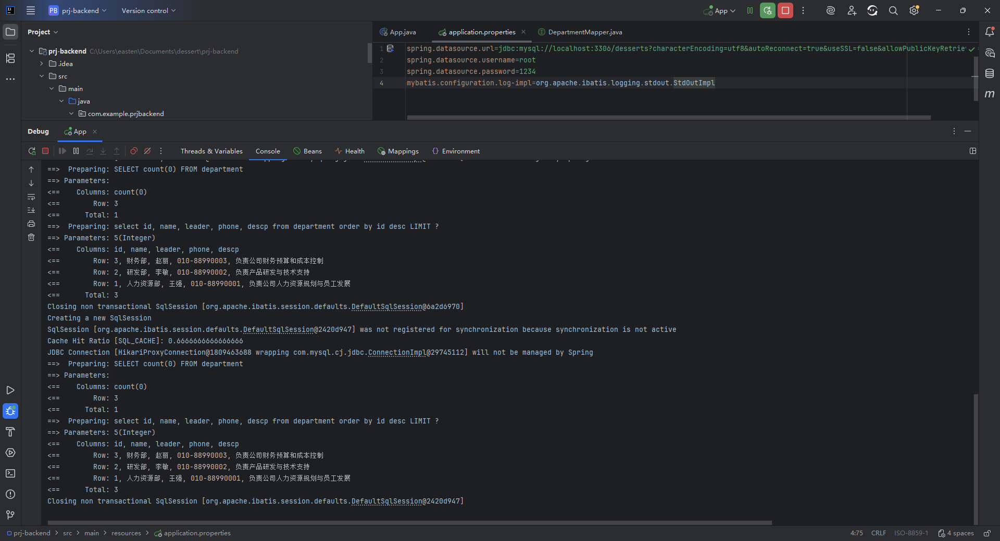 PB prj-backend Version control App
Project
prj-backend C:\Users\easten\Documents\dessert\prj-backend
.idea
src
main
java
com.example.prjbackend
App.java application.properties DepartmentMapper.java
1 spring.datasource.url=jdbc:mysql://localhost:3306/desserts?characterEncoding=utf8&autoReconnect=true&useSSL=false&allowPublicKeyRetrie
2 spring.datasource.username=root
3 spring.datasource.password=1234
4 mybatis.configuration.log-impl=org.apache.ibatis.logging.stdout.StdOutImpl
Debug App
Threads & Variables Console Beans Health Mappings Environment
==>  Preparing: SELECT count(0) FROM department
==> Parameters:
<==    Columns: count(0)
<==        Row: 3
<==      Total: 1
==>  Preparing: select id, name, leader, phone, descp from department order by id desc LIMIT ?
==> Parameters: 5(Integer)
<==    Columns: id, name, leader, phone, descp
<==        Row: 3, 财务部, 赵丽, 010-88990003, 负责公司财务预算和成本控制
<==        Row: 2, 研发部, 李敏, 010-88990002, 负责产品研发与技术支持
<==        Row: 1, 人力资源部, 王强, 010-88990001, 负责公司人力资源规划与员工发展
<==      Total: 3
Closing non transactional SqlSession [org.apache.ibatis.session.defaults.DefaultSqlSession@6a2d6970]
Creating a new SqlSession
SqlSession [org.apache.ibatis.session.defaults.DefaultSqlSession@2420d947] was not registered for synchronization because synchronization is not active
Cache Hit Ratio [SQL_CACHE]: 0.6666666666666666
JDBC Connection [HikariProxyConnection@1809463688 wrapping com.mysql.cj.jdbc.ConnectionImpl@29745112] will not be managed by Spring
==>  Preparing: SELECT count(0) FROM department
==> Parameters:
<==    Columns: count(0)
<==        Row: 3
<==      Total: 1
==>  Preparing: select id, name, leader, phone, descp from department order by id desc LIMIT ?
==> Parameters: 5(Integer)
<==    Columns: id, name, leader, phone, descp
<==        Row: 3, 财务部, 赵丽, 010-88990003, 负责公司财务预算和成本控制
<==        Row: 2, 研发部, 李敏, 010-88990002, 负责产品研发与技术支持
<==        Row: 1, 人力资源部, 王强, 010-88990001, 负责公司人力资源规划与员工发展
<==      Total: 3
Closing non transactional SqlSession [org.apache.ibatis.session.defaults.DefaultSqlSession@2420d947]
prj-backend > src > main > resources > application.properties 4:75 CRLF ISO-8859-1 4 spaces